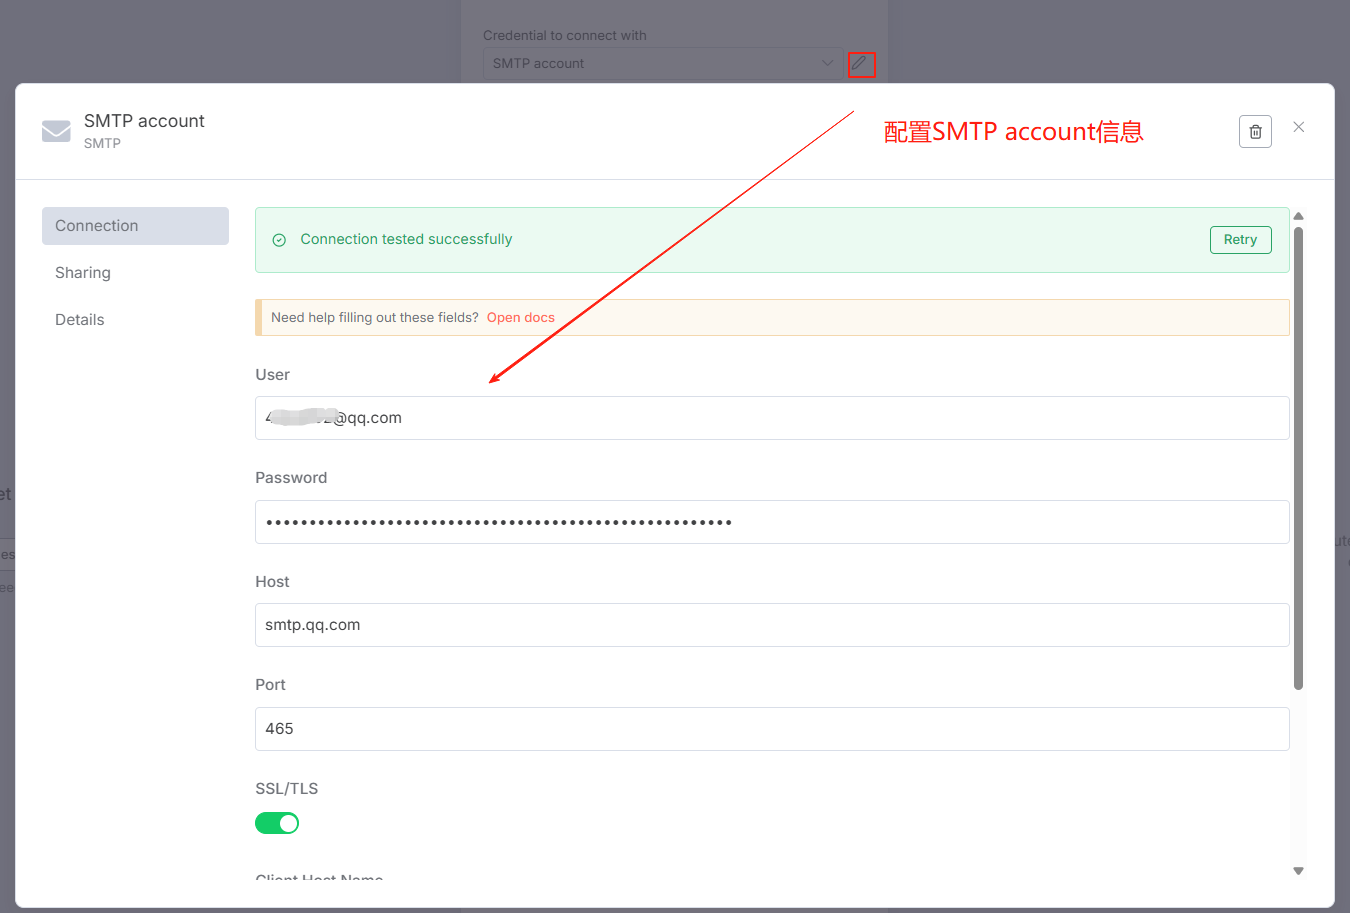 Credential to connect with
SMTP account
SMTP account
SMTP
配置SMTP account信息
Connection
Sharing
Details
Connection tested successfully
Retry
Need help filling out these fields? Open docs
User
@qq.com
Password
••••••••••••••••••••••••••••••••••••••••••••••••••••••
Host
smtp.qq.com
Port
465
SSL/TLS
Client Host Name